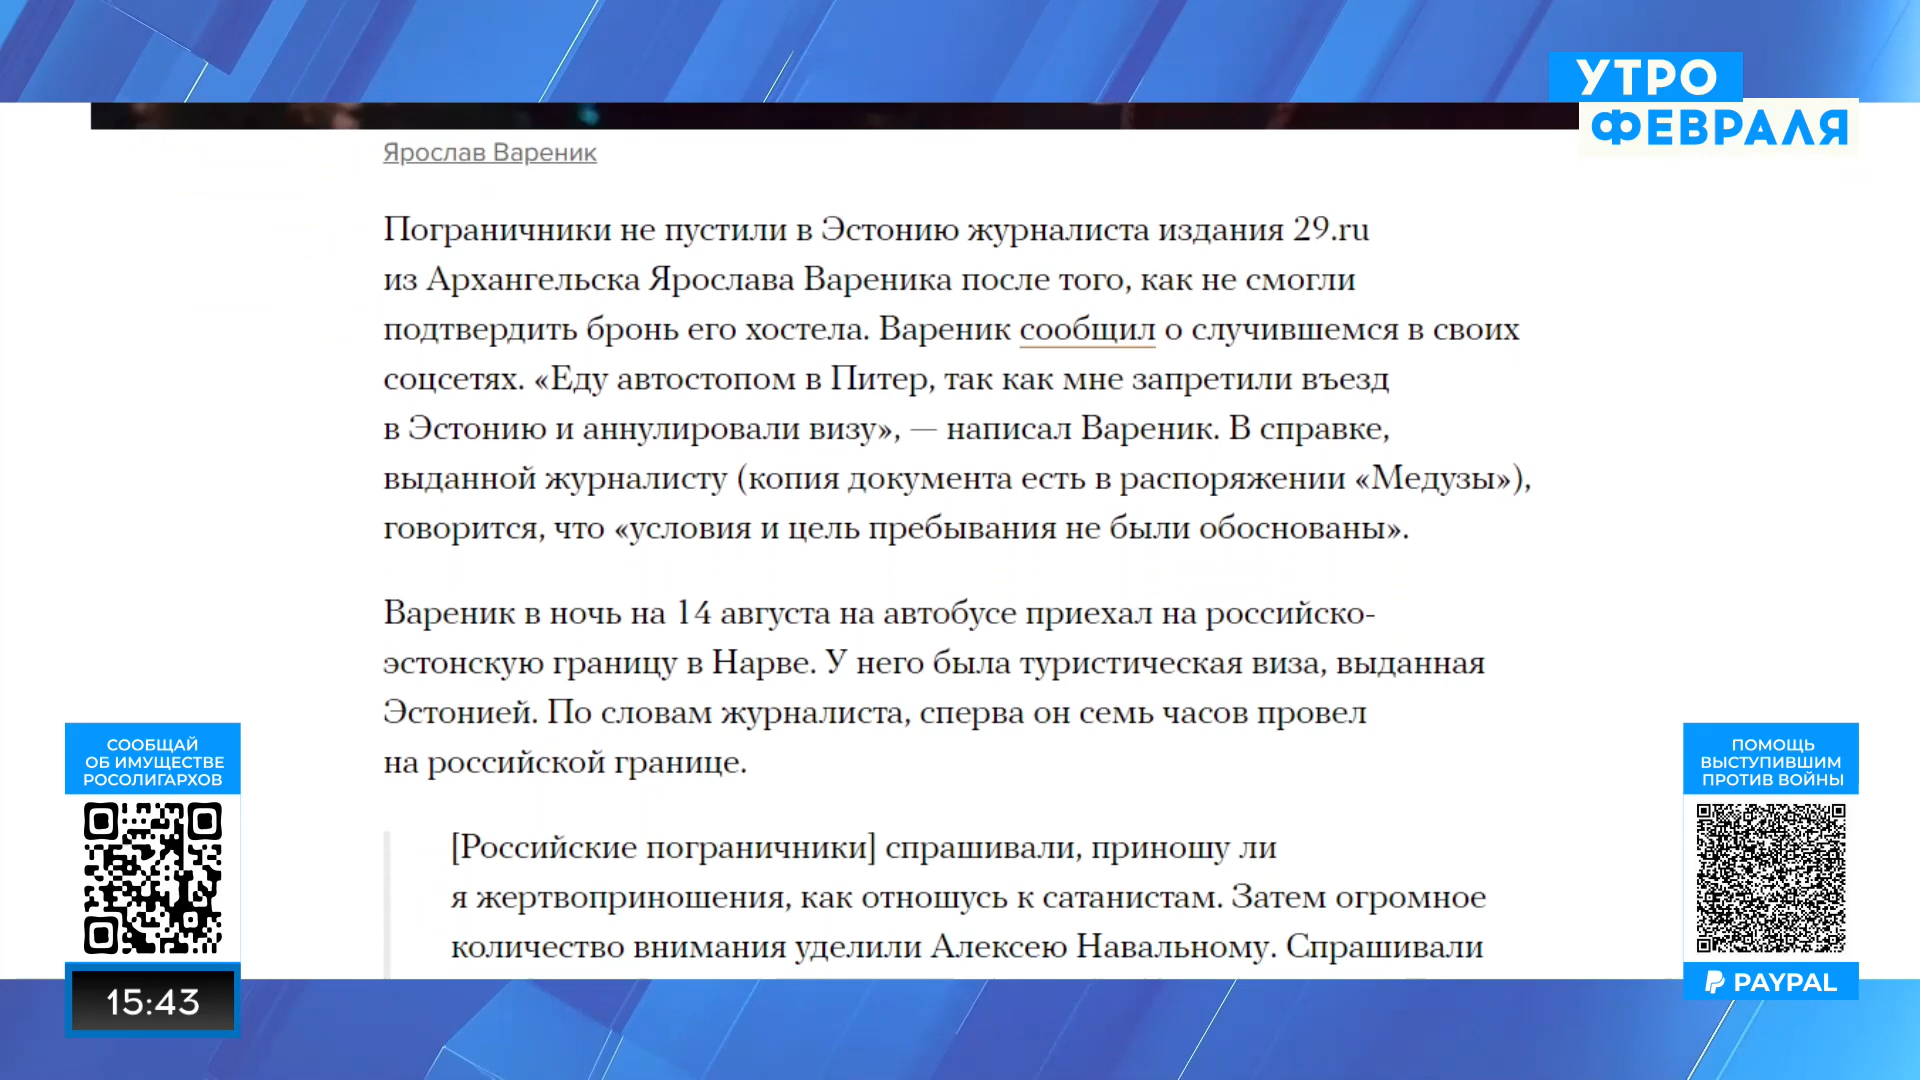 УТРО
ФЕВРАЛЯ
Ярослав Вареник
Пограничники не пустили в Эстонию журналиста издания 29.ru
из Архангельска Ярослава Вареника после того, как не смогли
подтвердить бронь его хостела. Вареник сообщил о случившемся в своих
соцсетях. «Еду автостопом в Питер, так как мне запретили въезд
в Эстонию и аннулировали визу», — написал Вареник. В справке,
выданной журналисту (копия документа есть в распоряжении «Медузы»),
говорится, что «условия и цель пребывания не были обоснованы».
Вареник в ночь на 14 августа на автобусе приехал на российско-
эстонскую границу в Нарве. У него была туристическая виза, выданная
Эстонией. По словам журналиста, сперва он семь часов провел
на российской границе.
[Российские пограничники] спрашивали, приношу ли
я жертвоприношения, как отношусь к сатанистам. Затем огромное
количество внимания уделили Алексею Навальному. Спрашивали
СООБЩАЙ
ОБ ИМУЩЕСТВЕ
РОСОЛИГАРХОВ
15:43
ПОМОЩЬ
ВЫСТУПИВШИМ
ПРОТИВ ВОЙНЫ
PAYPAL